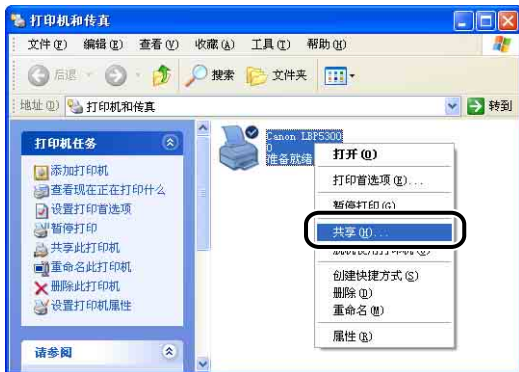 打印机和传真
文件(F) 编辑(E) 查看(V) 收藏(A) 工具(T) 帮助(H)
后退 搜索 文件夹
地址(D) 打印机和传真 转到
打印机任务
添加打印机
查看现在正在打印什么
设置打印首选项
暂停打印
共享此打印机
重命名此打印机
删除此打印机
设置打印机属性
请参阅
Canon LBP5300
0
准备就绪
打开(O)
打印首选项(E)...
暂停打印(G)
共享(H)...
创建快捷方式(S)
删除(D)
重命名(M)
属性(R)